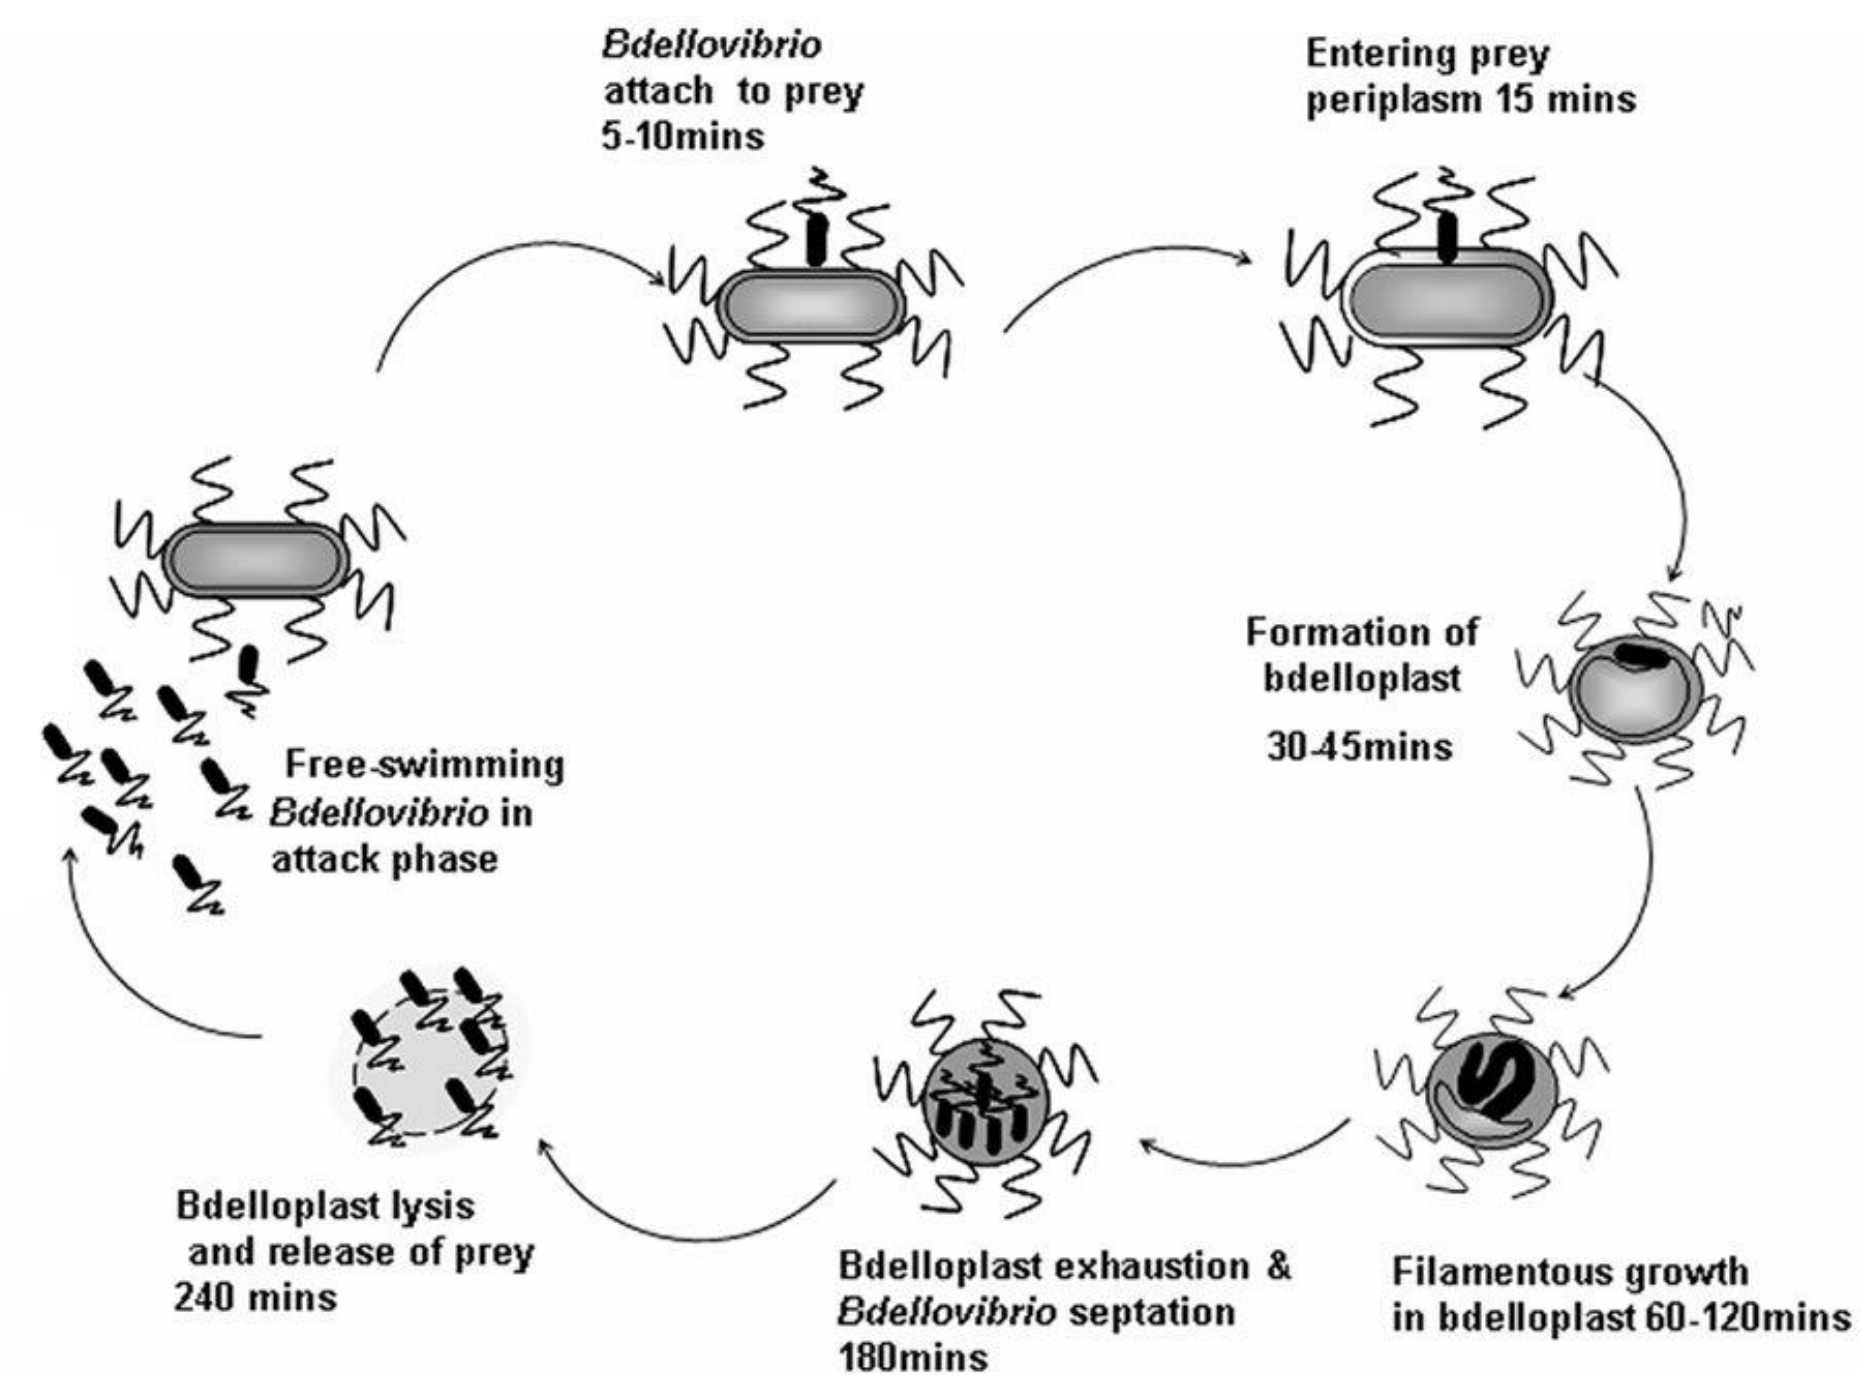 Bdellovibrio
attach to prey
5-10mins
Entering prey
periplasm 15 mins
Formation of
bdelloplast
30-45mins
Free-swimming
Bdellovibrio in
attack phase
Bdelloplast lysis
and release of prey
240 mins
Bdelloplast exhaustion &
Bdellovibrio septation
180mins
Filamentous growth
in bdelloplast 60-120mins